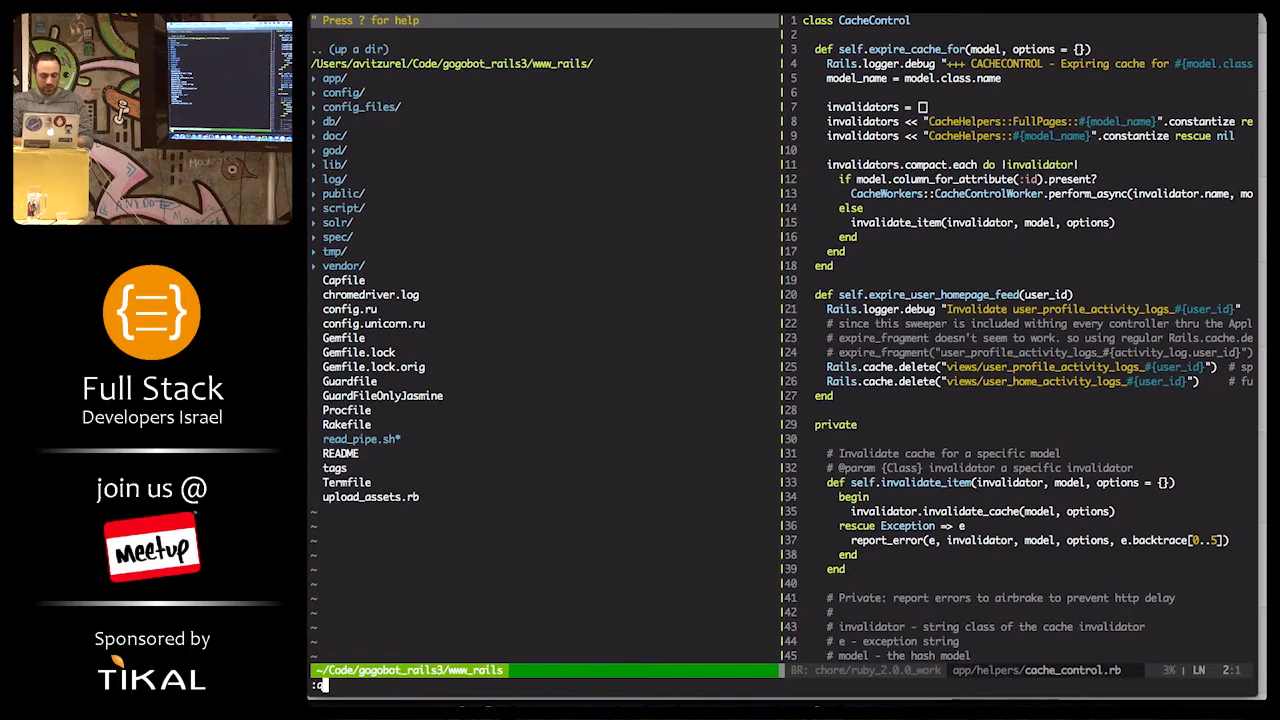 {☰}
Full Stack
Developers Israel
join us @
meetup
Sponsored by
TIKAL
" Press ? for help
.. (up a dir)
/Users/avitzurel/Code/gogobot_rails3/www_rails/
▸ app/
▸ config/
▸ config_files/
▸ db/
▸ doc/
▸ god/
▸ lib/
▸ log/
▸ public/
▸ script/
▸ solr/
▸ spec/
▸ tmp/
▸ vendor/
Capfile
chromedriver.log
config.ru
config.unicorn.ru
Gemfile
Gemfile.lock
Gemfile.lock.orig
Guardfile
GuardFileOnlyJasmine
Procfile
Rakefile
read_pipe.sh*
README
tags
Termfile
upload_assets.rb
~
~
~
~
~
~
~
~
~
~
~
~/Code/gogobot_rails3/www_rails
:a
1 class CacheControl
2
3 def self.expire_cache_for(model, options = {})
4 Rails.logger.debug "+++ CACHECONTROL - Expiring cache for #{model.class
5 model_name = model.class.name
6
7 invalidators = []
8 invalidators << "CacheHelpers::FullPages::#{model_name}".constantize re
9 invalidators << "CacheHelpers::#{model_name}".constantize rescue nil
10
11 invalidators.compact.each do |invalidator|
12 if model.column_for_attribute(:id).present?
13 CacheWorkers::CacheControlWorker.perform_async(invalidator.name, mo
14 else
15 invalidate_item(invalidator, model, options)
16 end
17 end
18 end
19
20 def self.expire_user_homepage_feed(user_id)
21 Rails.logger.debug "Invalidate user_profile_activity_logs_#{user_id}"
22 # since this sweeper is included withing every controller thru the Appl
23 # expire_fragment doesn't seem to work. so using regular Rails.cache.de
24 # expire_fragment("user_profile_activity_logs_#{activity_log.user_id}")
25 Rails.cache.delete("views/user_profile_activity_logs_#{user_id}") # sp
26 Rails.cache.delete("views/user_home_activity_logs_#{user_id}") # fu
27 end
28
29 private
30
31 # Invalidate cache for a specific model
32 # @param {Class} invalidator a specific invalidator
33 def self.invalidate_item(invalidator, model, options = {})
34 begin
35 invalidator.invalidate_cache(model, options)
36 rescue Exception => e
37 report_error(e, invalidator, model, options, e.backtrace[0..5])
38 end
39 end
40
41 # Private: report errors to airbrake to prevent http delay
42 #
43 # invalidator - string class of the cache invalidator
44 # e - exception string
45 # model - the hash model
BR: chore/ruby_2.0.0_work app/helpers/cache_control.rb 3% : LN 2:1